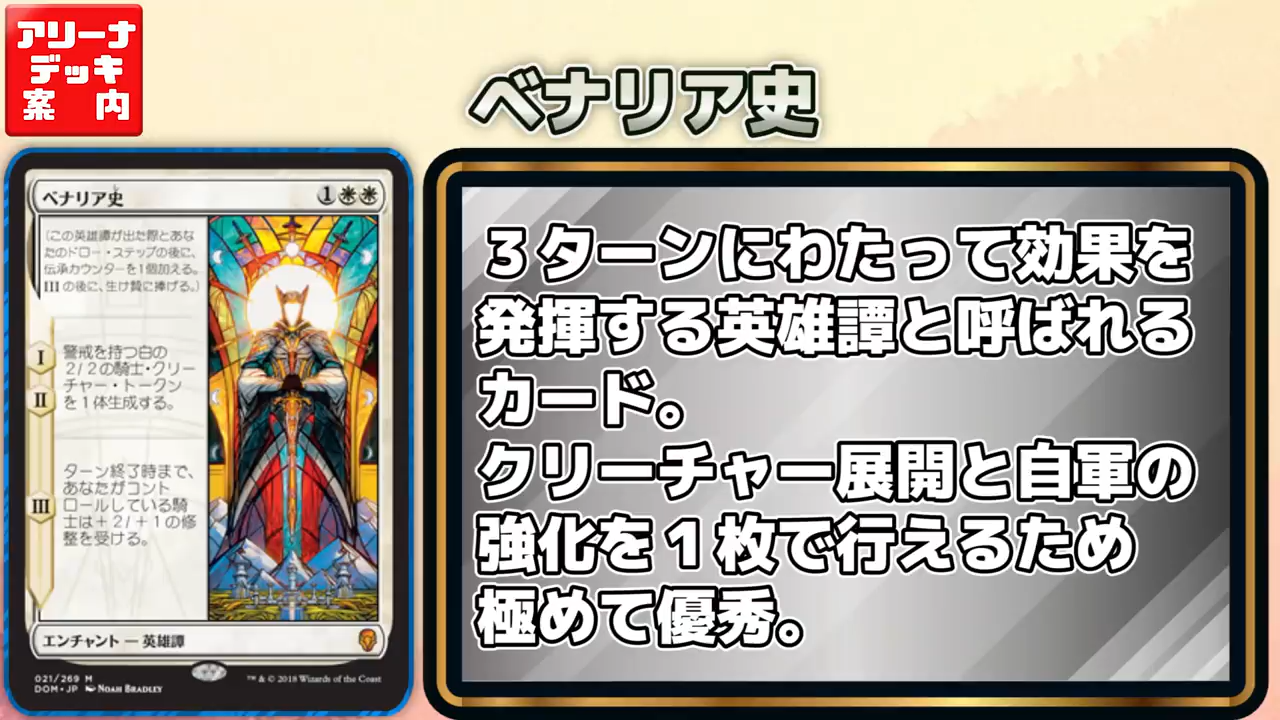 アリーナ
デッキ
案内
ベナリア史
ベナリア史 1
(この英雄譚が出た際とあな
たのドロー・ステップの後に、
伝承カウンターを1個加える。
IIIの後に、生け贄に捧げる。)
I
II
警戒を持つ白の
2/2の騎士・クリー
チャー・トークン
を1体生成する。
III
ターン終了時まで、
あなたがコント
ロールしている騎
士は+2/+1の修
整を受ける。
エンチャント — 英雄譚
021/269 M
DOM・JP NOAH BRADLEY
™ & © 2018 Wizards of the Coast
3ターンにわたって効果を
発揮する英雄譚と呼ばれる
カード。
クリーチャー展開と自軍の
強化を1枚で行えるため
極めて優秀。